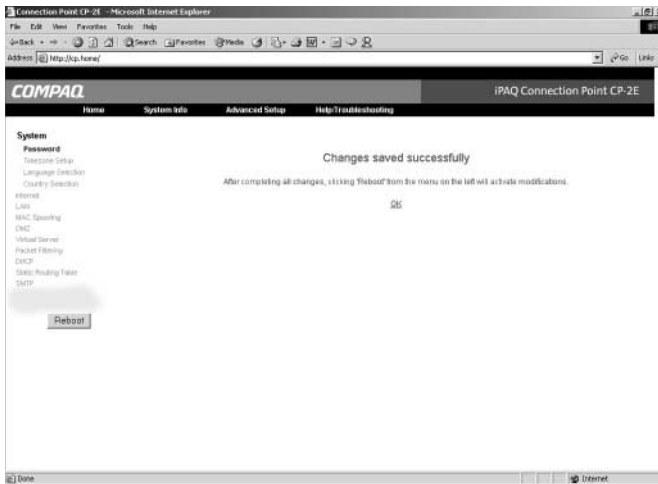 Connection Point CP-2E - Microsoft Internet Explorer
File Edit View Favorites Tools Help
Back Search Favorites Media
Address http://cp.home/ Go Links
COMPAQ iPAQ Connection Point CP-2E
Home System Info Advanced Setup Help/Troubleshooting
System
Password
Timezone Setup
Language Selection
Country Selection
Internet
LAN
MAC Spoofing
DMZ
Virtual Server
Packet Filtering
DHCP
Static Routing Table
SMTP
Reboot
Changes saved successfully
After completing all changes, clicking 'Reboot' from the menu on the left will activate modifications.
OK
Done Internet